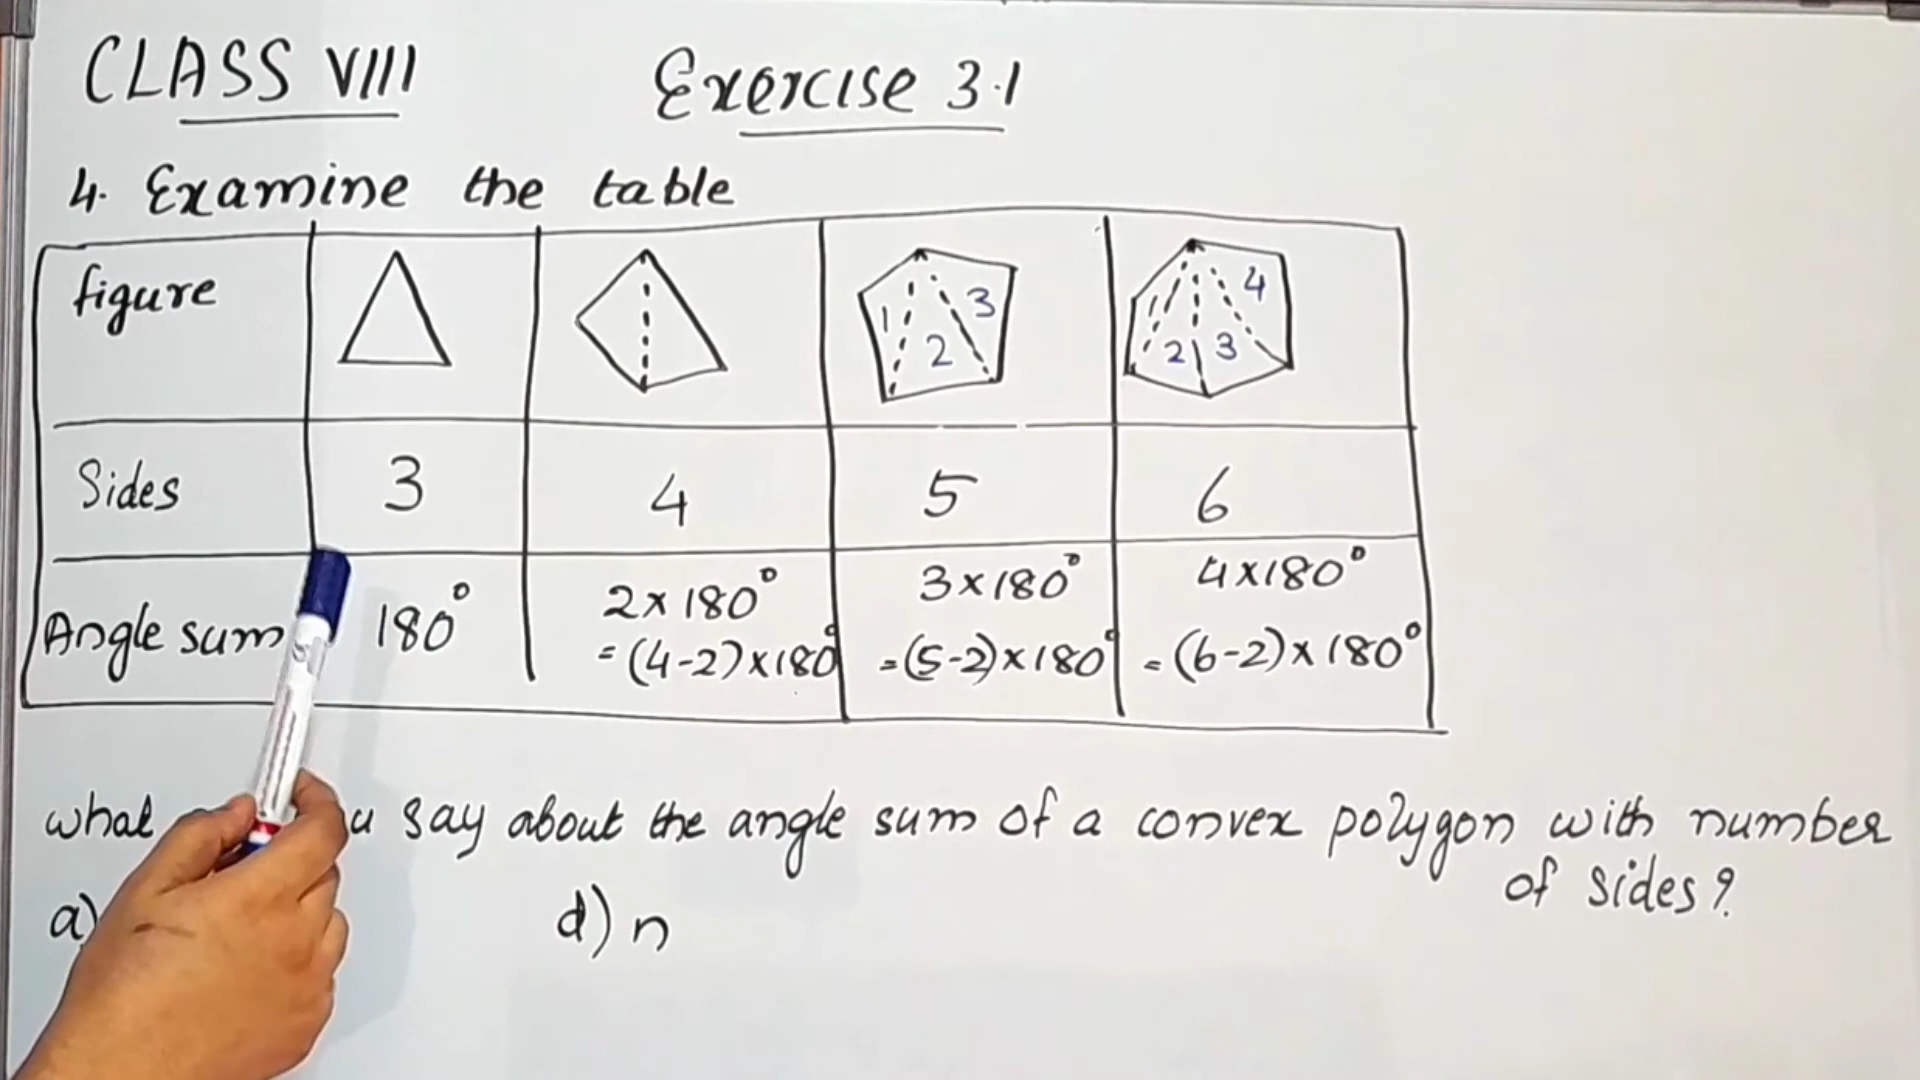 CLASS VIII
Exercise 3.1
4. Examine the table
figure
1 2 3
1 2 3 4
Sides 3 4 5 6
Angle sum 180° 2 x 180° = (4-2) x 180° 3 x 180° = (5-2) x 180° 4 x 180° = (6-2) x 180°
what say about the angle sum of a convex polygon with number
of sides?
a) d) n